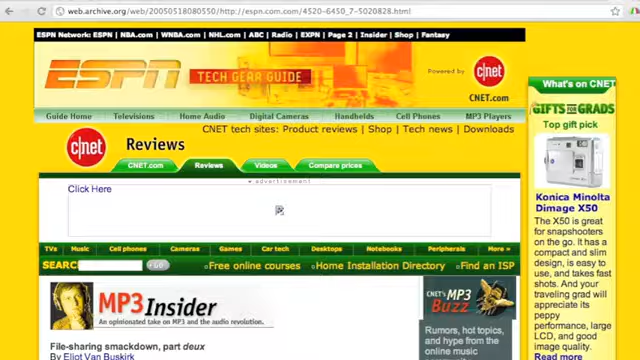 web.archive.org/web/20050518080550/http://espn.com.com/4520-6450_7-5020828.html
ESPN Network: ESPN | NBA.com | WNBA.com | NHL.com | ABC | Radio | EXPN | Page 2 | Insider | Shop | Fantasy
ESPN TECH GEAR GUIDE
Powered by c|net
CNET.com
Guide Home Televisions Home Audio Digital Cameras Handhelds Cell Phones MP3 Players
CNET tech sites: Product reviews | Shop | Tech news | Downloads
c|net Reviews
CNET.com Reviews Videos Compare prices
advertisement
Click Here
TVs Music Cell phones Cameras Games Car tech Desktops Notebooks Peripherals More »
SEARC GO Free online courses Home Installation Directory Find an ISP
MP3 Insider
An opinionated take on MP3 and the audio revolution.
File-sharing smackdown, part deux
By Eliot Van Buskirk
CNET'S MP3 Buzz
Rumors, hot topics,
and hype from the
online music
What's on CNET
GIFTS FOR GRADS
Top gift pick
Konica Minolta
Dimage X50
The X50 is great
for snapshooters
on the go. It has a
compact and slim
design, is easy to
use, and takes fast
shots. And your
traveling grad will
appreciate its
peppy
performance, large
LCD, and good
image quality.
Read more